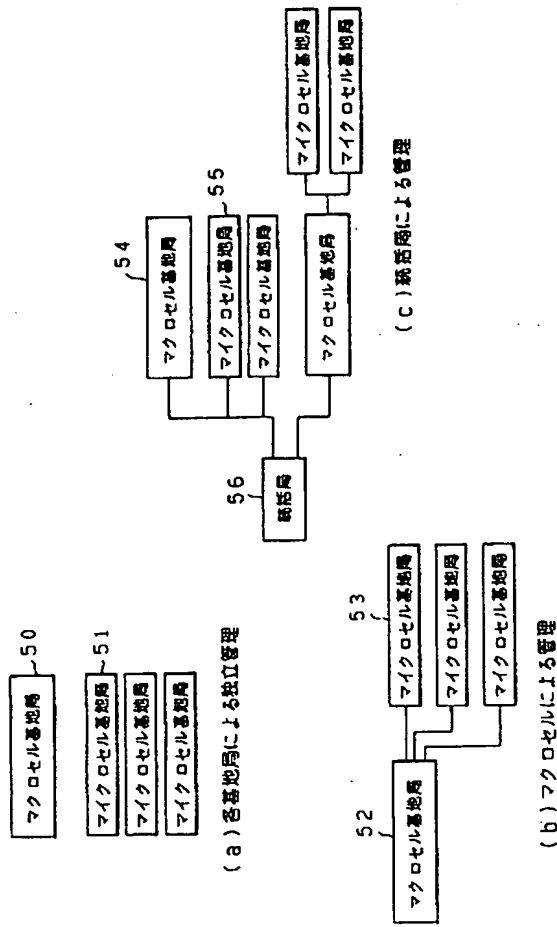 50
マクロセル基地局
51
マイクロセル基地局
マイクロセル基地局
マイクロセル基地局
(a)各基地局による独立管理
52
マクロセル基地局
53
マイクロセル基地局
マイクロセル基地局
マイクロセル基地局
(b)マクロセルによる管理
54
マクロセル基地局
55
マイクロセル基地局
マイクロセル基地局
56
統括局
マクロセル基地局
マイクロセル基地局
マイクロセル基地局
(c)統括局による管理